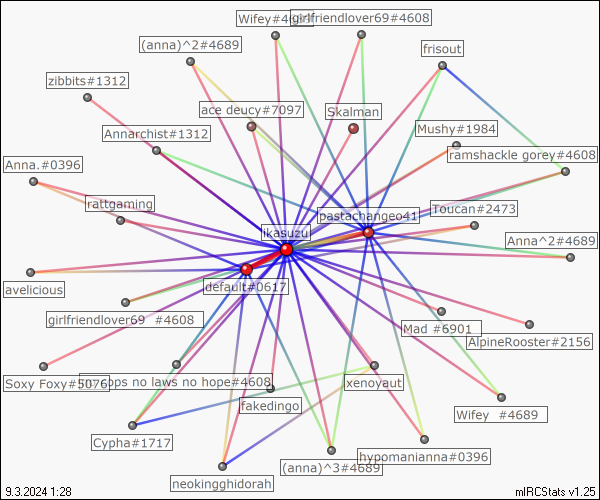 Wifey#4689
girlfriendlover69#4608
(anna)^2#4689
frisout
zibbits#1312
ace deucy#7097
Skalman
Annarchist#1312
Mushy#1984
ramshackle gorey#4608
Anna.#0396
rattgaming
pastachangeo41
Toucan#2473
ikasuzu
Anna^2#4689
avelicious
default#0617
girlfriendlover69 #4608
Mad #6901
AlpineRooster#2156
Soxy Foxy#5076
no laws no hope#4608
xenoyaut
fakedingo
Wifey #4689
Cypha#1717
neokingghidorah
(anna)^3#4689
hypomanianna#0396
9.3.2024 1:28
mIRCStats v1.25